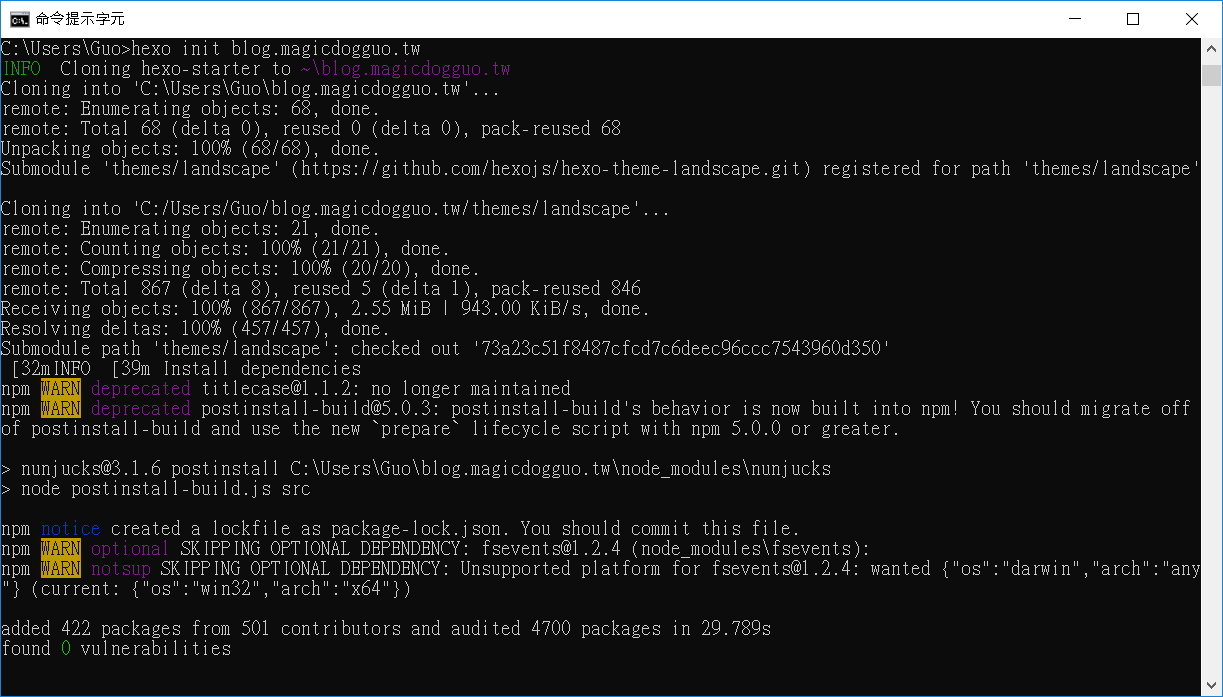 命令提示字元
C:\Users\Guo>hexo init blog.magicdogguo.tw
INFO  Cloning hexo-starter to ~\blog.magicdogguo.tw
Cloning into 'C:\Users\Guo\blog.magicdogguo.tw'...
remote: Enumerating objects: 68, done.
remote: Total 68 (delta 0), reused 0 (delta 0), pack-reused 68
Unpacking objects: 100% (68/68), done.
Submodule 'themes/landscape' (https://github.com/hexojs/hexo-theme-landscape.git) registered for path 'themes/landscape'
Cloning into 'C:/Users/Guo/blog.magicdogguo.tw/themes/landscape'...
remote: Enumerating objects: 21, done.
remote: Counting objects: 100% (21/21), done.
remote: Compressing objects: 100% (20/20), done.
remote: Total 867 (delta 8), reused 5 (delta 1), pack-reused 846
Receiving objects: 100% (867/867), 2.55 MiB | 943.00 KiB/s, done.
Resolving deltas: 100% (457/457), done.
Submodule path 'themes/landscape': checked out '73a23c51f8487cfcd7c6deec96ccc7543960d350'
[32mINFO  [39m Install dependencies
npm WARN deprecated titlecase@1.1.2: no longer maintained
npm WARN deprecated postinstall-build@5.0.3: postinstall-build's behavior is now built into npm! You should migrate off
of postinstall-build and use the new `prepare` lifecycle script with npm 5.0.0 or greater.
> nunjucks@3.1.6 postinstall C:\Users\Guo\blog.magicdogguo.tw\node_modules\nunjucks
> node postinstall-build.js src
npm notice created a lockfile as package-lock.json. You should commit this file.
npm WARN optional SKIPPING OPTIONAL DEPENDENCY: fsevents@1.2.4 (node_modules\fsevents):
npm WARN notsup SKIPPING OPTIONAL DEPENDENCY: Unsupported platform for fsevents@1.2.4: wanted {"os":"darwin","arch":"any
"} (current: {"os":"win32","arch":"x64"})
added 422 packages from 501 contributors and audited 4700 packages in 29.789s
found 0 vulnerabilities